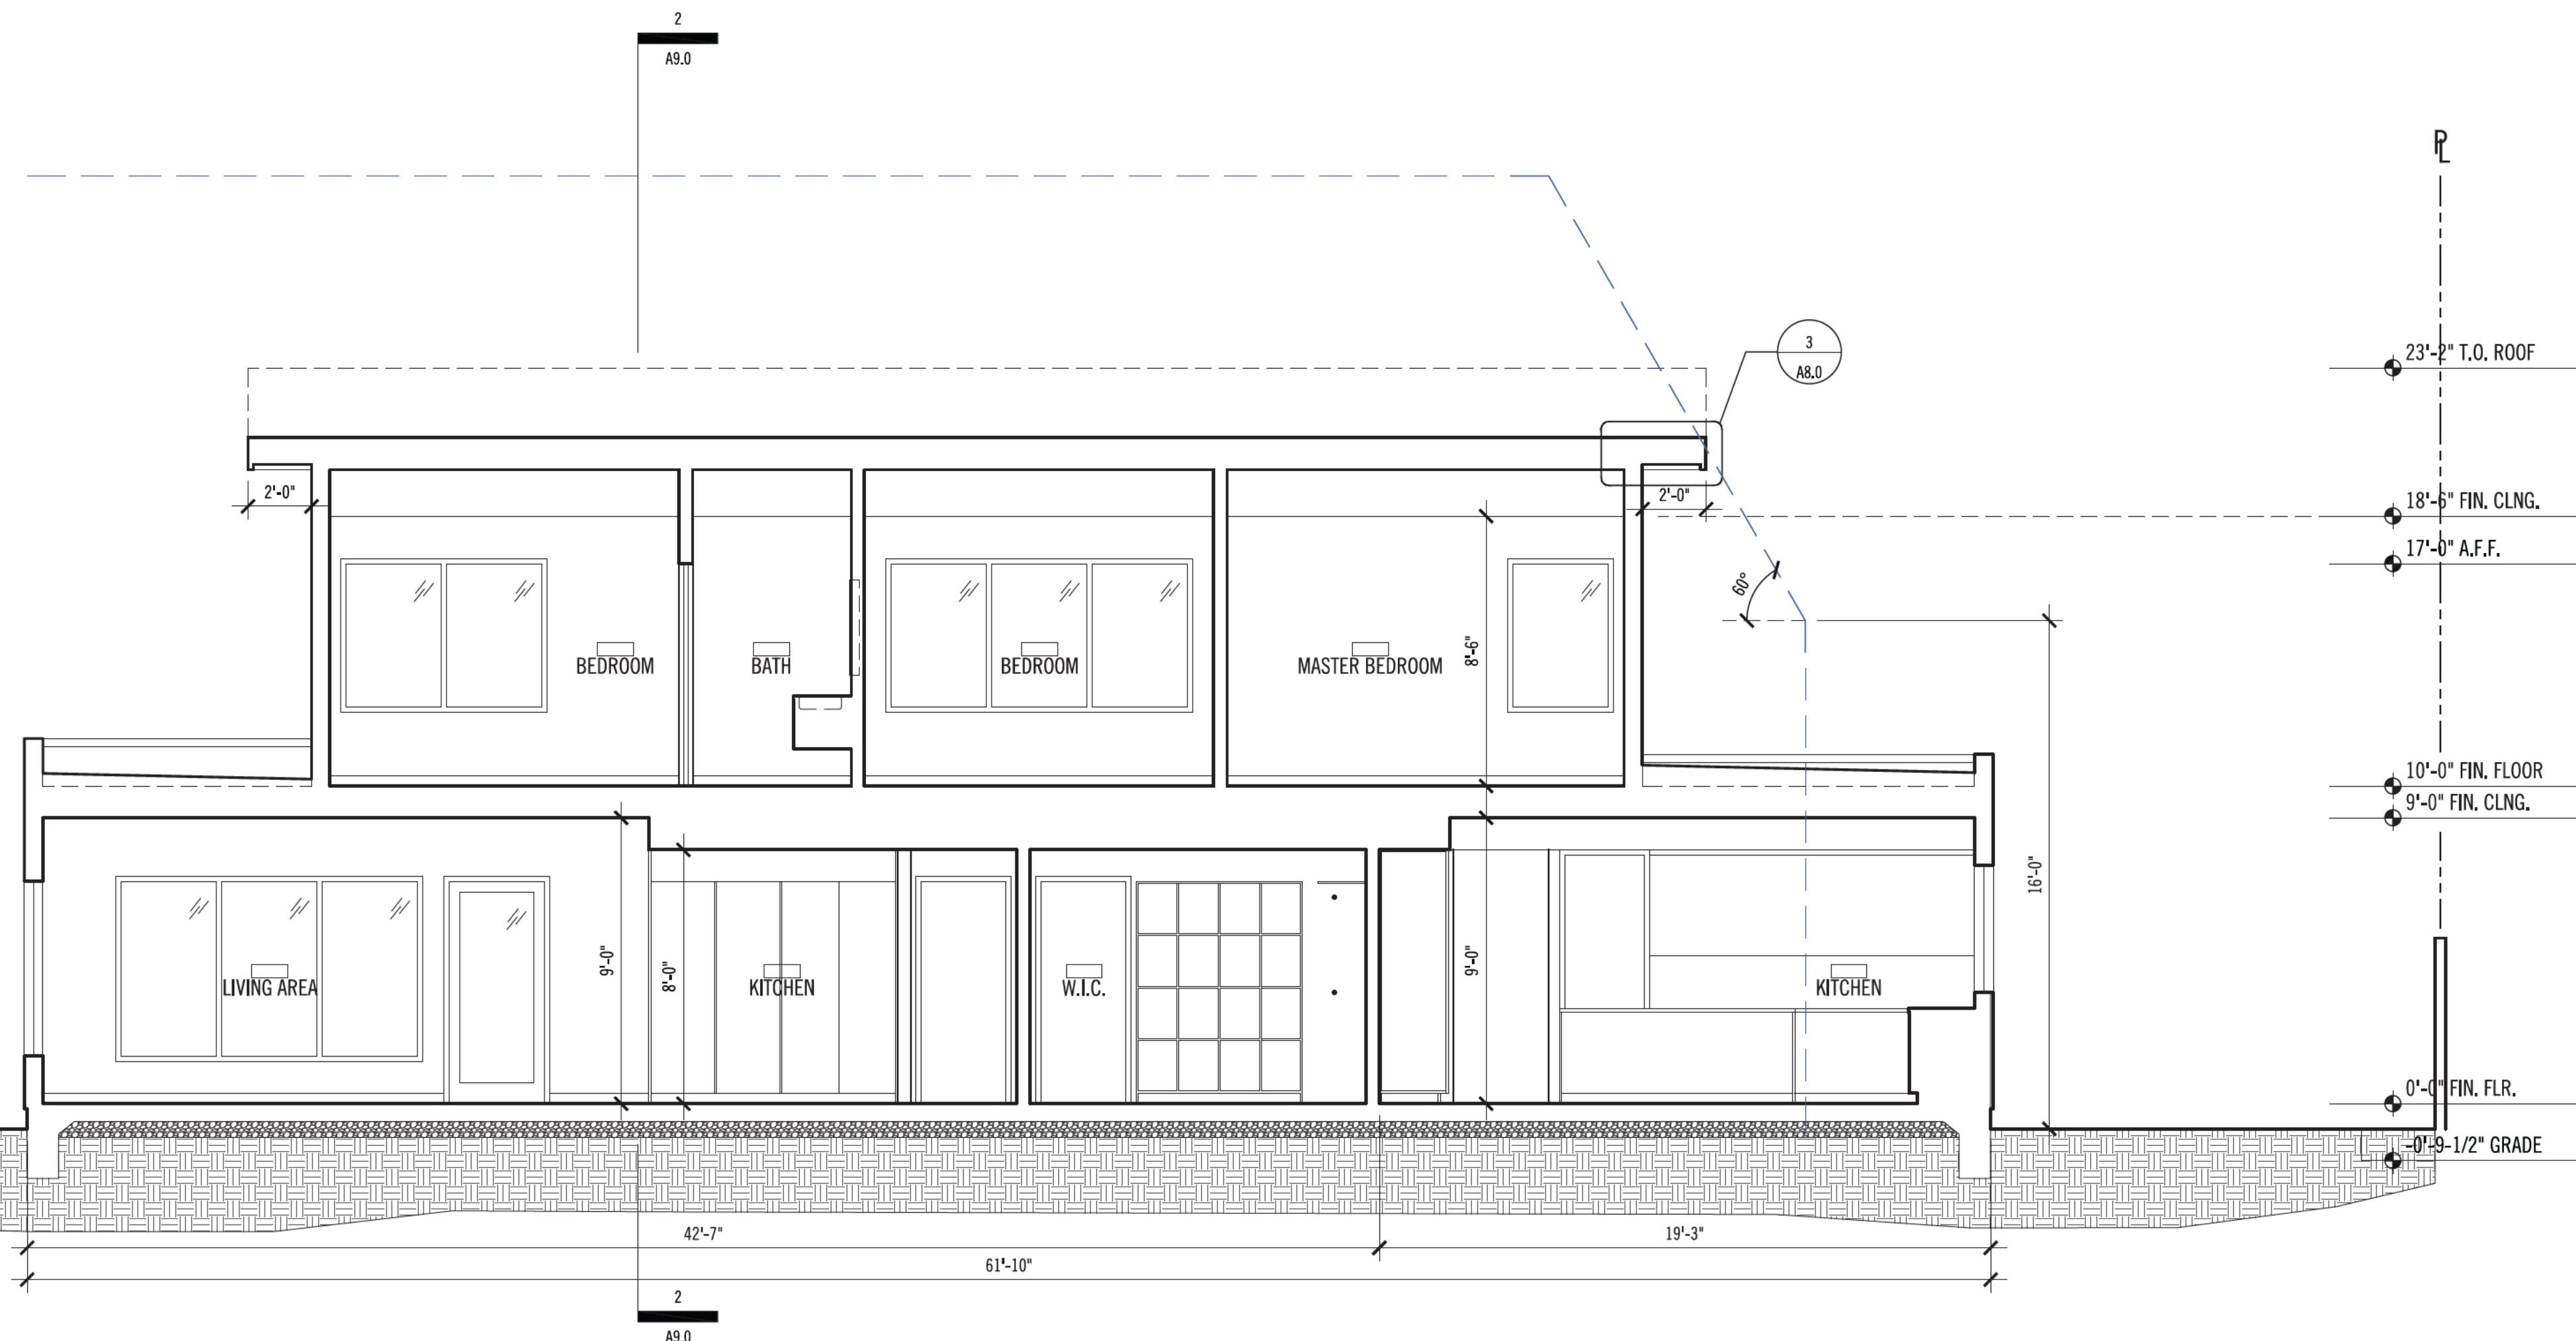 2
A9.0
PL
3
A8.0
23'-2" T.O. ROOF
2'-0"
2'-0"
18'-6" FIN. CLNG.
17'-0" A.F.F.
60°
BEDROOM
BATH
BEDROOM
MASTER BEDROOM
8'-6"
10'-0" FIN. FLOOR
9'-0" FIN. CLNG.
16'-0"
9'-0"
8'-0"
9'-0"
LIVING AREA
KITCHEN
W.I.C.
KITCHEN
0'-0" FIN. FLR.
-0'-9-1/2" GRADE
42'-7"
19'-3"
61'-10"
2
A9.0